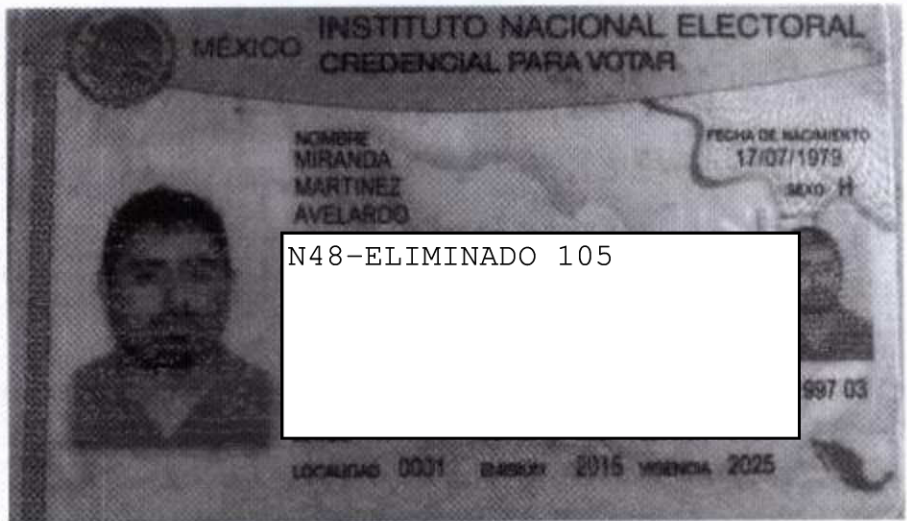 MÉXICO INSTITUTO NACIONAL ELECTORAL
CREDENCIAL PARA VOTAR
NOMBRE
MIRANDA
MARTINEZ
AVELARDO
FECHA DE NACIMIENTO
17/07/1979
SEXO H
N48-ELIMINADO 105
997 03
LOCALIDAD 0001 EMISIÓN 2015 VIGENCIA 2025